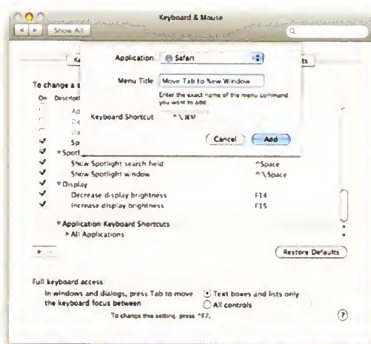 Keyboard & Mouse
Show All
Application: Safari
Menu Title: Move Tab to New Window
Enter the exact name of the menu command
you want to add.
Keyboard Shortcut:
Cancel Add
To change a s
On Descript
Spotl
Show Spotlight search field ^Space
Show Spotlight window ^⌥Space
Display
Decrease display brightness F14
Increase display brightness F15
Application Keyboard Shortcuts
All Applications
+ -
Restore Defaults
Full keyboard access:
In windows and dialogs, press Tab to move Text boxes and lists only
the keyboard focus between: All controls
To change this setting, press ^F7.
?